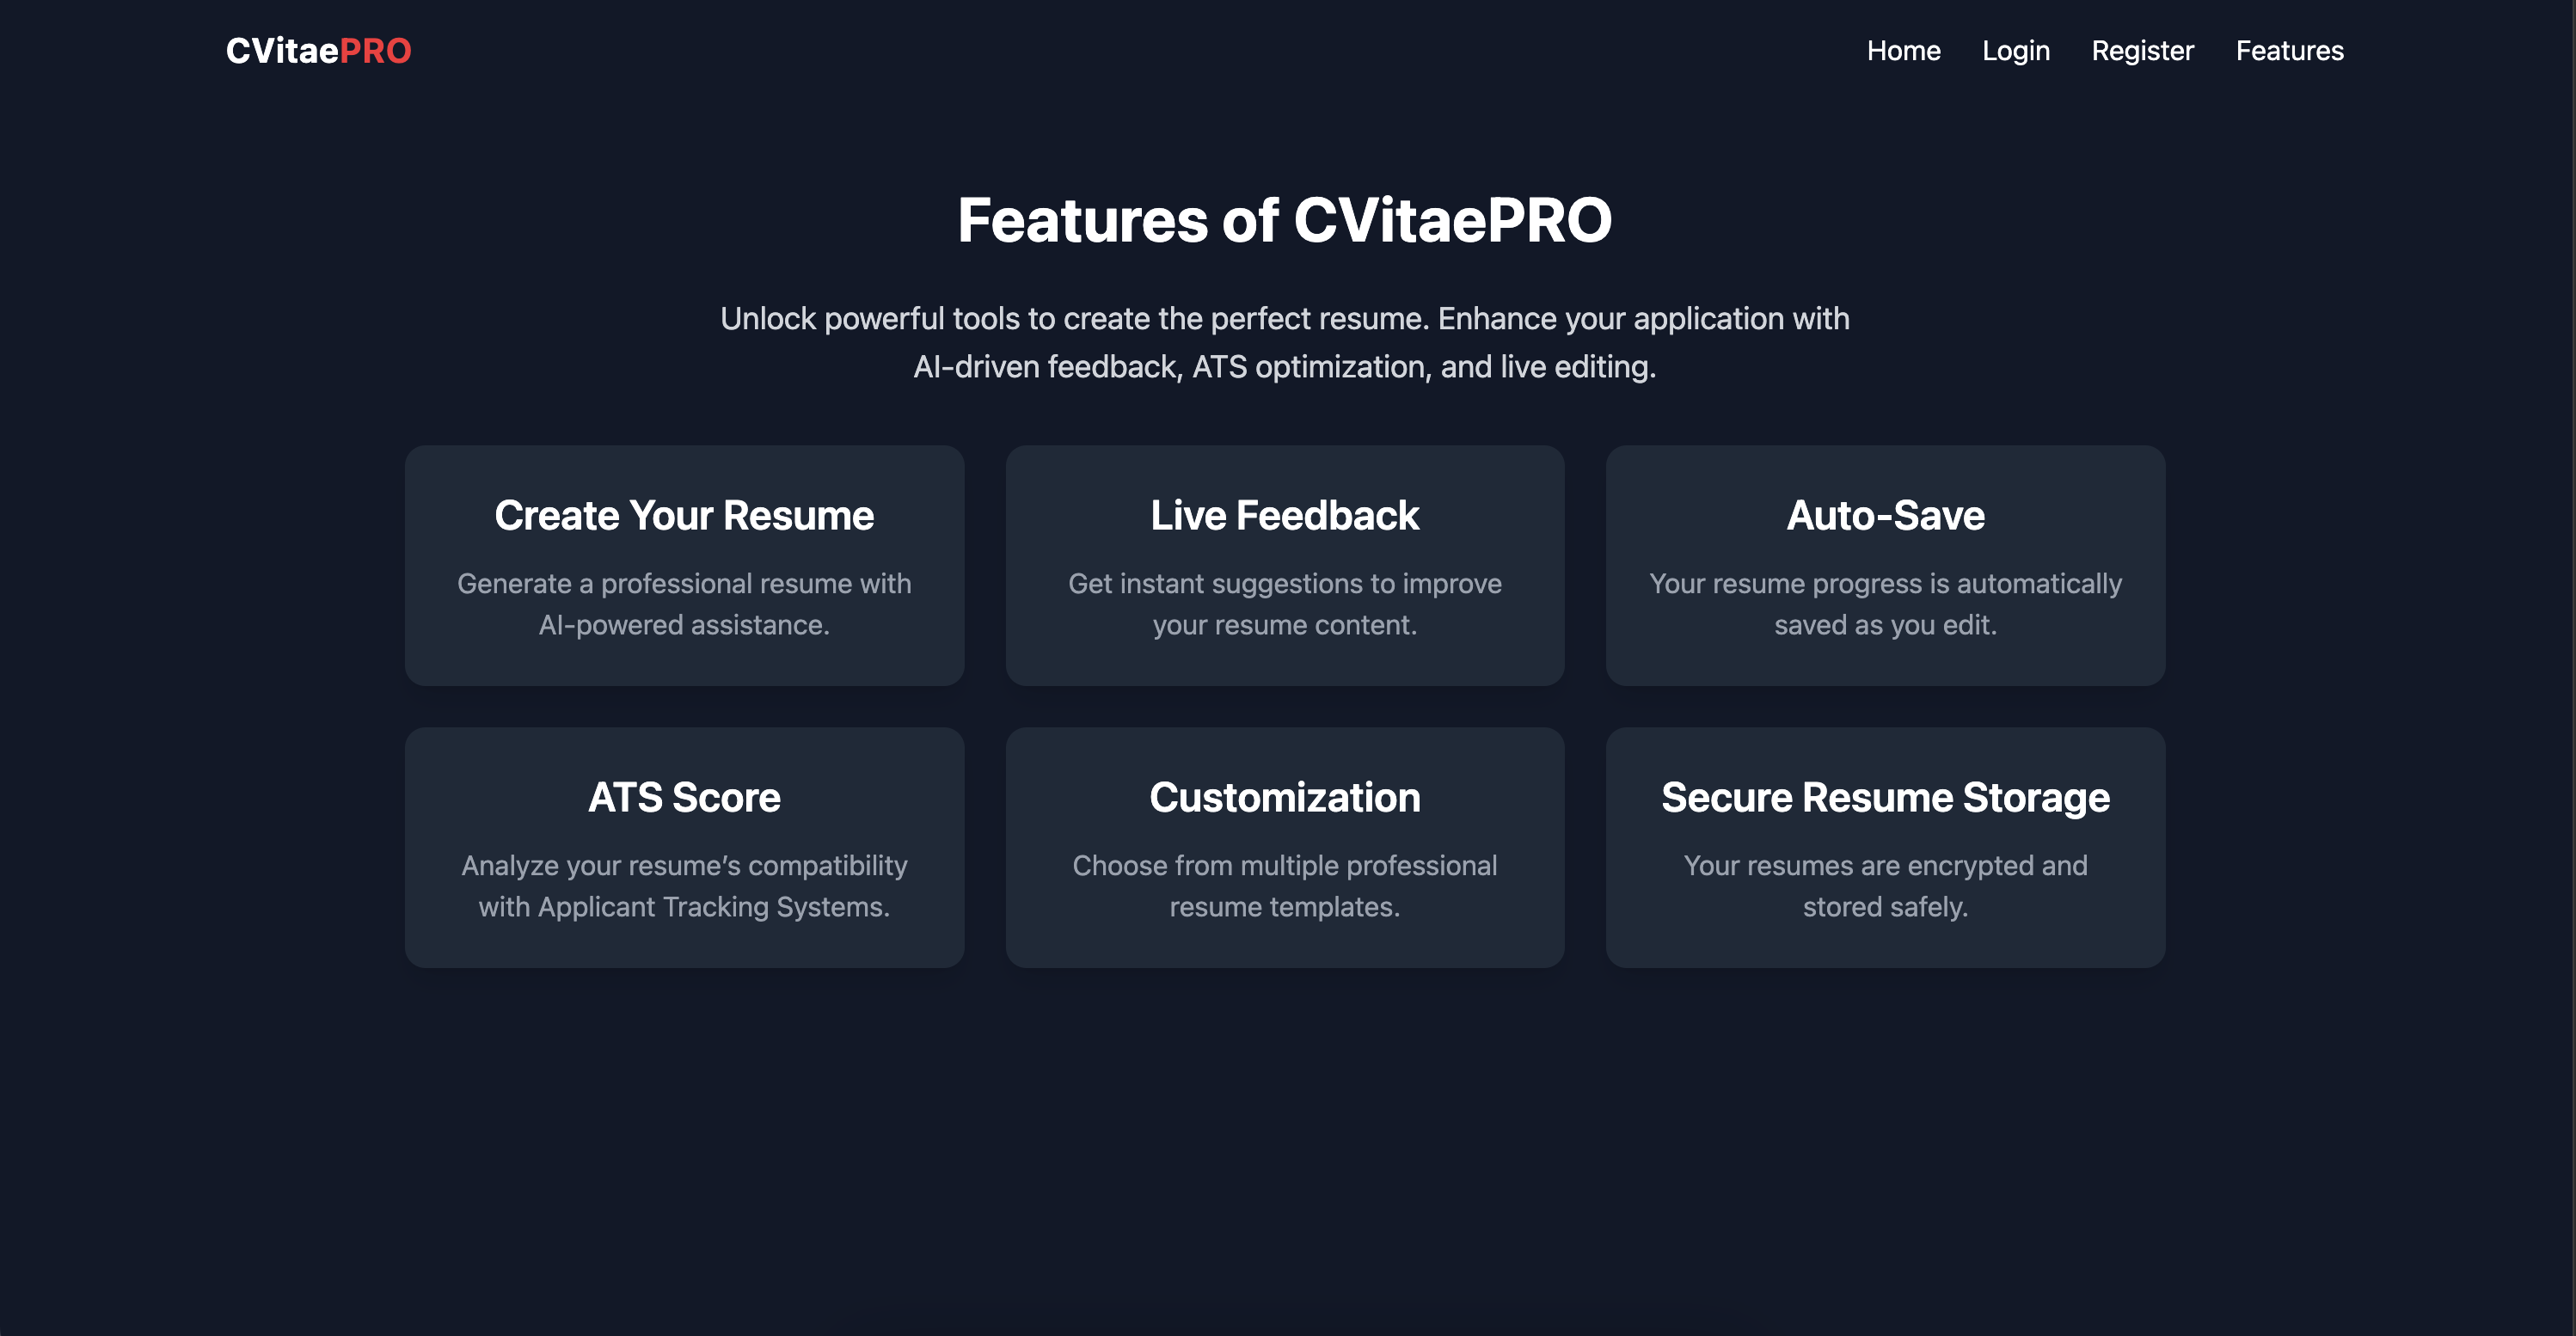 CVitaePRO
Home Login Register Features
Features of CVitaePRO
Unlock powerful tools to create the perfect resume. Enhance your application with
AI-driven feedback, ATS optimization, and live editing.
Create Your Resume
Generate a professional resume with
AI-powered assistance.
Live Feedback
Get instant suggestions to improve
your resume content.
Auto-Save
Your resume progress is automatically
saved as you edit.
ATS Score
Analyze your resume’s compatibility
with Applicant Tracking Systems.
Customization
Choose from multiple professional
resume templates.
Secure Resume Storage
Your resumes are encrypted and
stored safely.